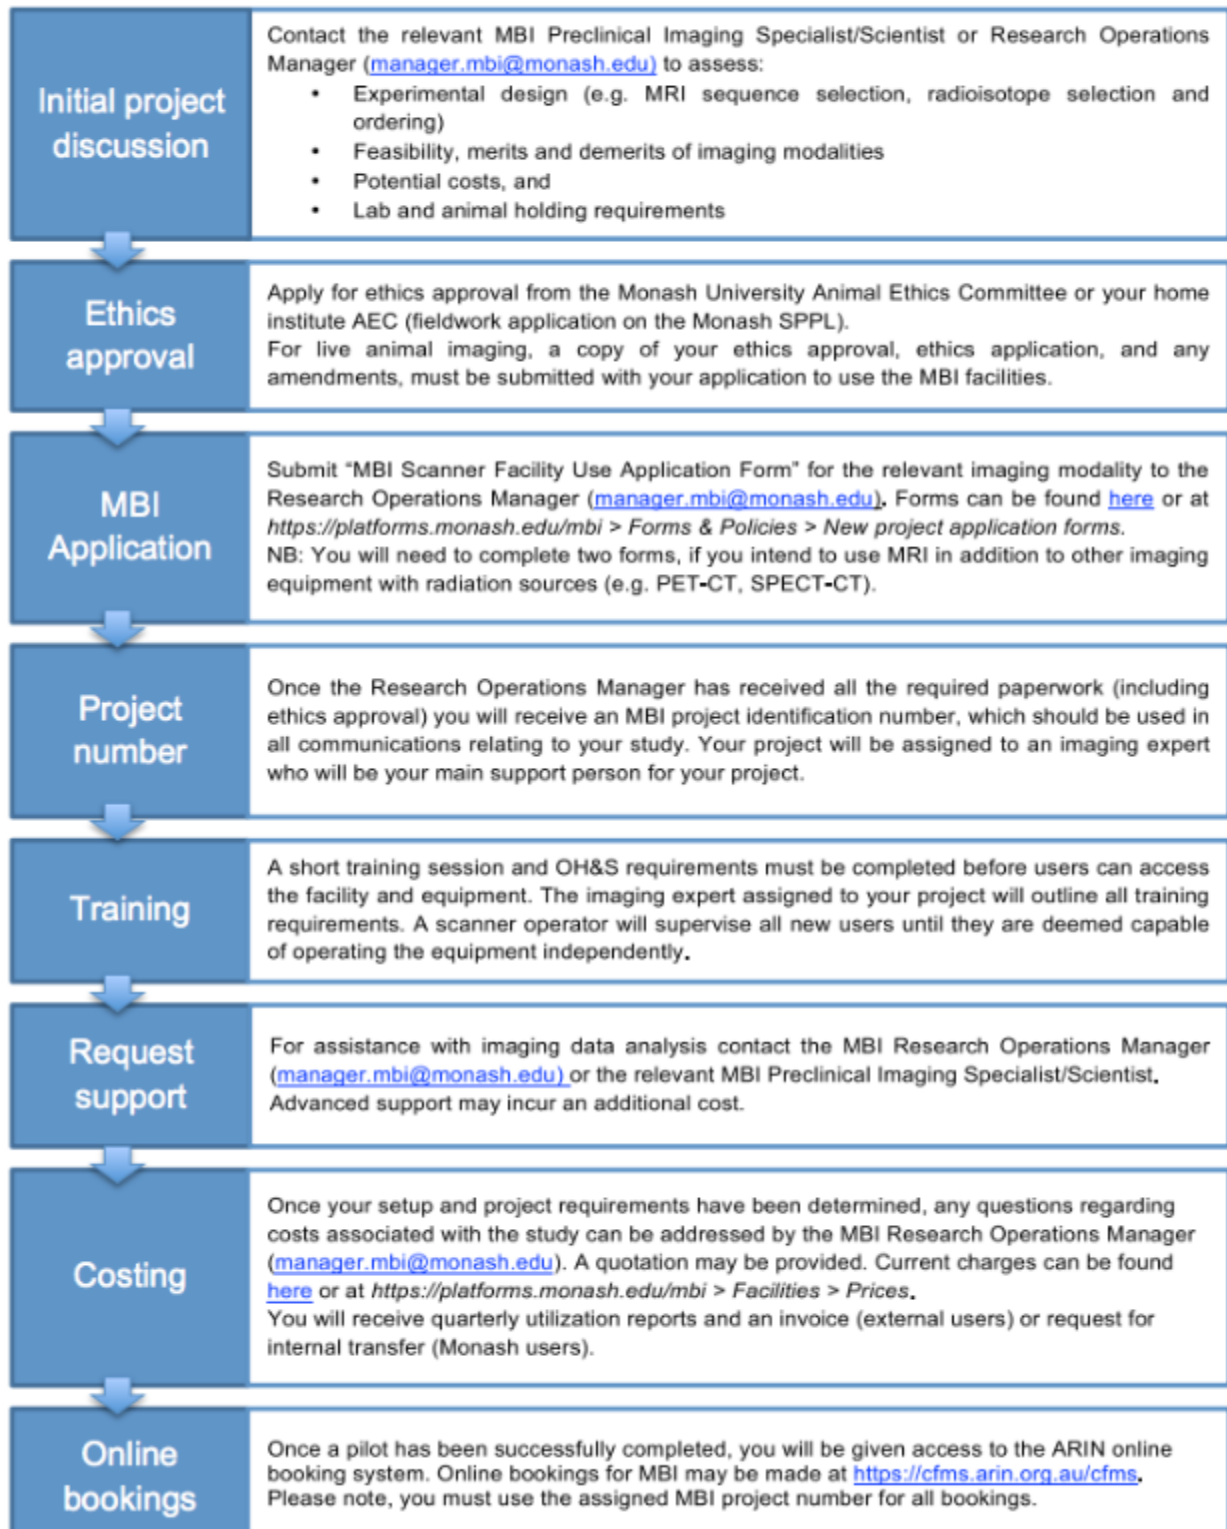 Initial project
discussion
Contact the relevant MBI Preclinical Imaging Specialist/Scientist or Research Operations
Manager (manager.mbi@monash.edu) to assess:
• Experimental design (e.g. MRI sequence selection, radioisotope selection and
ordering)
• Feasibility, merits and demerits of imaging modalities
• Potential costs, and
• Lab and animal holding requirements
Ethics
approval
Apply for ethics approval from the Monash University Animal Ethics Committee or your home
institute AEC (fieldwork application on the Monash SPPL).
For live animal imaging, a copy of your ethics approval, ethics application, and any
amendments, must be submitted with your application to use the MBI facilities.
MBI
Application
Submit “MBI Scanner Facility Use Application Form” for the relevant imaging modality to the
Research Operations Manager (manager.mbi@monash.edu). Forms can be found here or at
https://platforms.monash.edu/mbi > Forms & Policies > New project application forms.
NB: You will need to complete two forms, if you intend to use MRI in addition to other imaging
equipment with radiation sources (e.g. PET-CT, SPECT-CT).
Project
number
Once the Research Operations Manager has received all the required paperwork (including
ethics approval) you will receive an MBI project identification number, which should be used in
all communications relating to your study. Your project will be assigned to an imaging expert
who will be your main support person for your project.
Training
A short training session and OH&S requirements must be completed before users can access
the facility and equipment. The imaging expert assigned to your project will outline all training
requirements. A scanner operator will supervise all new users until they are deemed capable
of operating the equipment independently.
Request
support
For assistance with imaging data analysis contact the MBI Research Operations Manager
(manager.mbi@monash.edu) or the relevant MBI Preclinical Imaging Specialist/Scientist.
Advanced support may incur an additional cost.
Costing
Once your setup and project requirements have been determined, any questions regarding
costs associated with the study can be addressed by the MBI Research Operations Manager
(manager.mbi@monash.edu). A quotation may be provided. Current charges can be found
here or at https://platforms.monash.edu/mbi > Facilities > Prices.
You will receive quarterly utilization reports and an invoice (external users) or request for
internal transfer (Monash users).
Online
bookings
Once a pilot has been successfully completed, you will be given access to the ARIN online
booking system. Online bookings for MBI may be made at https://cfms.arin.org.au/cfms.
Please note, you must use the assigned MBI project number for all bookings.